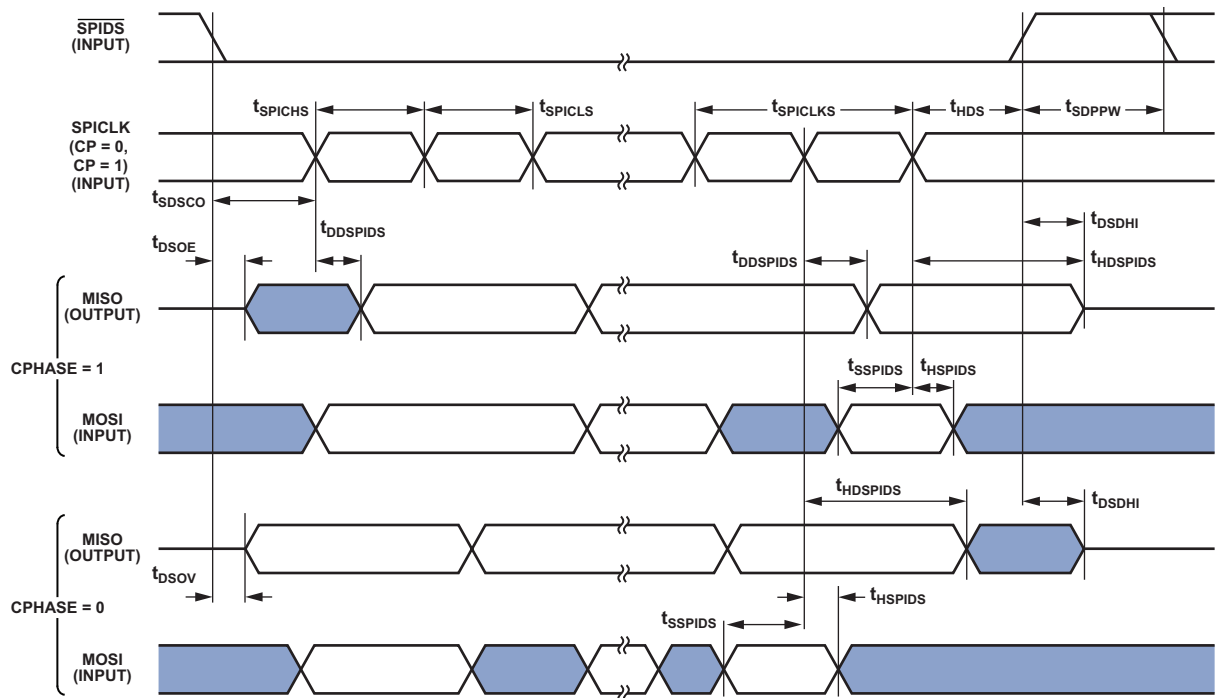 SPIDS
(INPUT)
tSPICHS
tSPICLS
tSPICLKS
tHDS
tSDPPW
SPICLK
(CP = 0,
CP = 1)
(INPUT)
tSDSCO
tDSOE
tDDSPIDS
tDDSPIDS
tDSDHI
tHDSPIDS
MISO
(OUTPUT)
CPHASE = 1
tSSPIDS
tHSPIDS
MOSI
(INPUT)
tHDSPIDS
tDSDHI
MISO
(OUTPUT)
tDSOV
CPHASE = 0
tHSPIDS
tSSPIDS
MOSI
(INPUT)